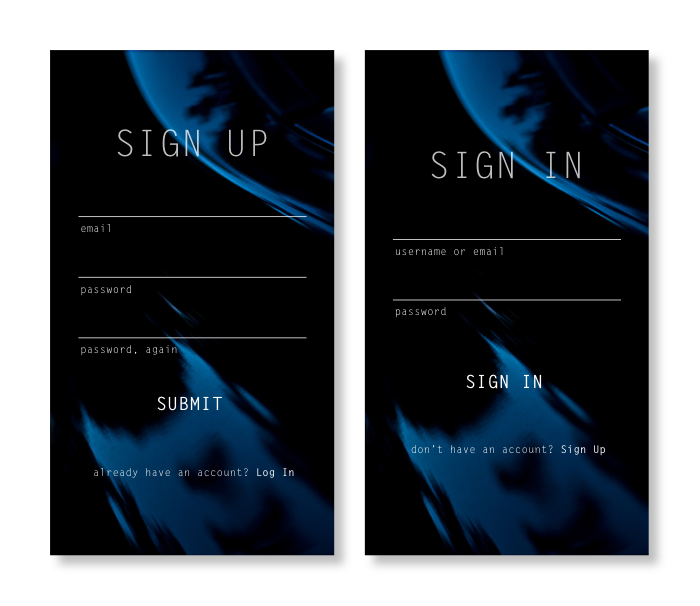 SIGN UP
email
password
password, again
SUBMIT
already have an account? Log In
SIGN IN
username or email
password
SIGN IN
don't have an account? Sign Up